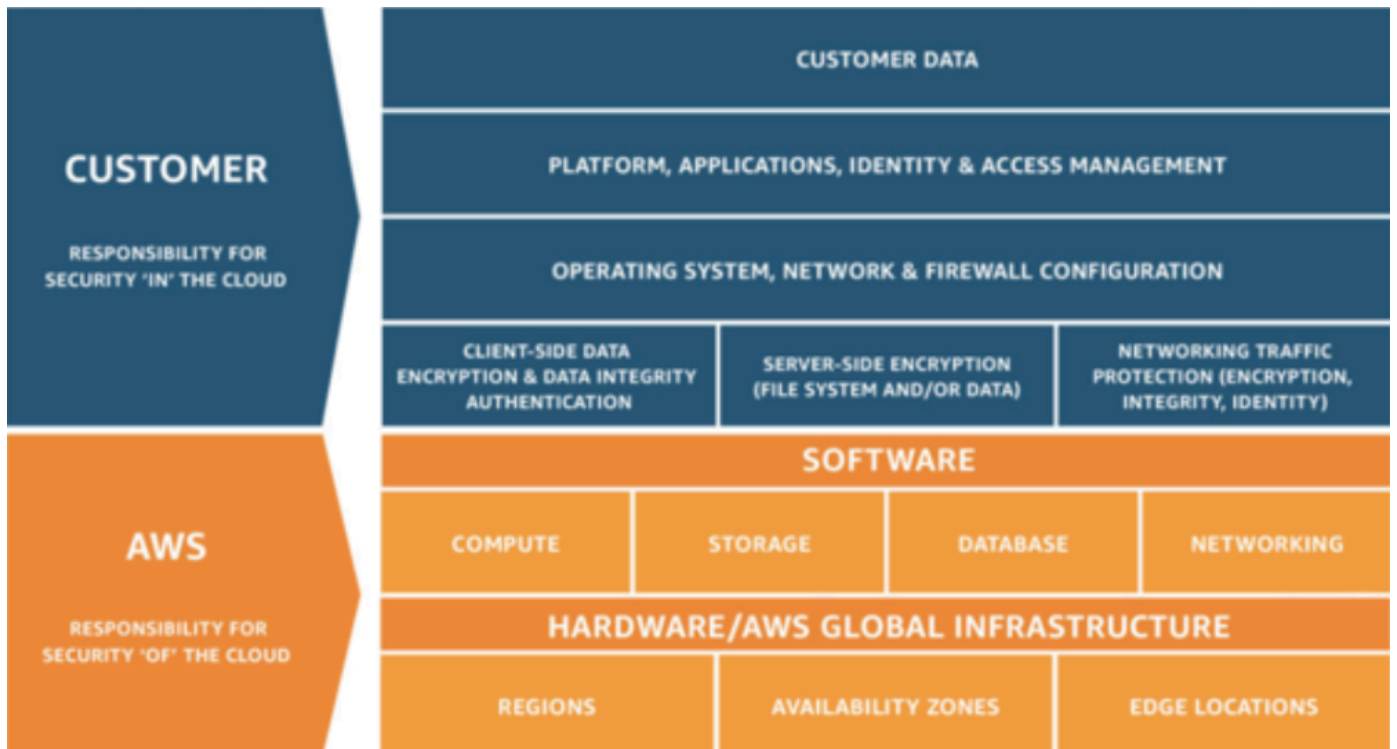 CUSTOMER
RESPONSIBILITY FOR
SECURITY ‘IN’ THE CLOUD
CUSTOMER DATA
PLATFORM, APPLICATIONS, IDENTITY & ACCESS MANAGEMENT
OPERATING SYSTEM, NETWORK & FIREWALL CONFIGURATION
CLIENT-SIDE DATA
ENCRYPTION & DATA INTEGRITY
AUTHENTICATION
SERVER-SIDE ENCRYPTION
(FILE SYSTEM AND/OR DATA)
NETWORKING TRAFFIC
PROTECTION (ENCRYPTION,
INTEGRITY, IDENTITY)
AWS
RESPONSIBILITY FOR
SECURITY ‘OF’ THE CLOUD
SOFTWARE
COMPUTE
STORAGE
DATABASE
NETWORKING
HARDWARE/AWS GLOBAL INFRASTRUCTURE
REGIONS
AVAILABILITY ZONES
EDGE LOCATIONS